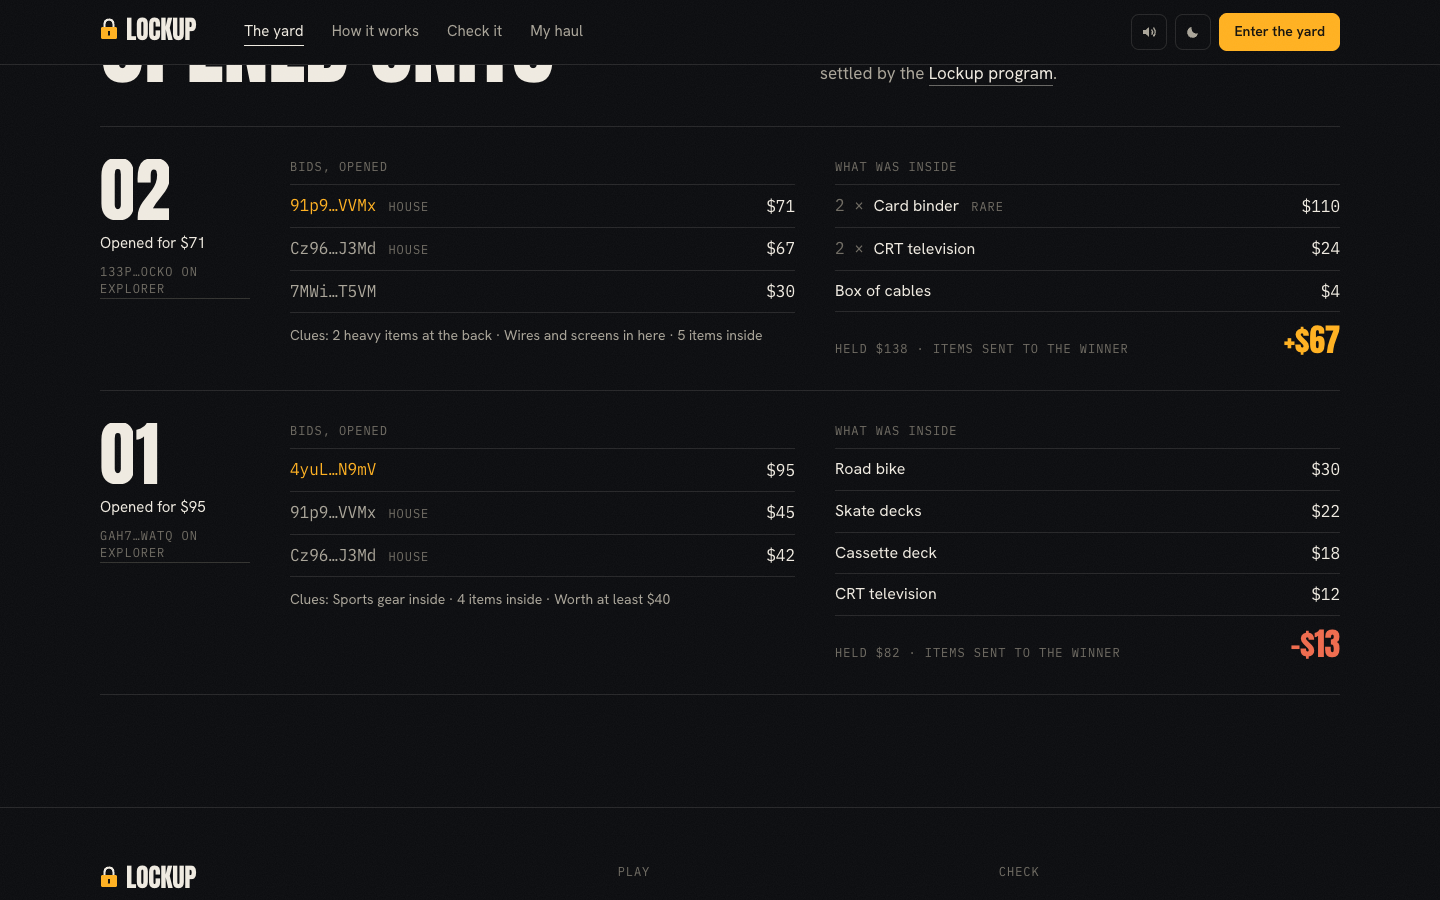 LOCKUP
The yard
How it works
Check it
My haul
Enter the yard
OPENED UNITS
settled by the Lockup program.
02
Opened for $71
133P…OCKO ON
EXPLORER
BIDS, OPENED
91p9…VVMx HOUSE $71
Cz96…J3Md HOUSE $67
7MWi…T5VM $30
Clues: 2 heavy items at the back · Wires and screens in here · 5 items inside
WHAT WAS INSIDE
2 × Card binder RARE $110
2 × CRT television $24
Box of cables $4
HELD $138 · ITEMS SENT TO THE WINNER +$67
01
Opened for $95
GAH7…WATQ ON
EXPLORER
BIDS, OPENED
4yuL…N9mV $95
91p9…VVMx HOUSE $45
Cz96…J3Md HOUSE $42
Clues: Sports gear inside · 4 items inside · Worth at least $40
WHAT WAS INSIDE
Road bike $30
Skate decks $22
Cassette deck $18
CRT television $12
HELD $82 · ITEMS SENT TO THE WINNER -$13
LOCKUP
PLAY
CHECK